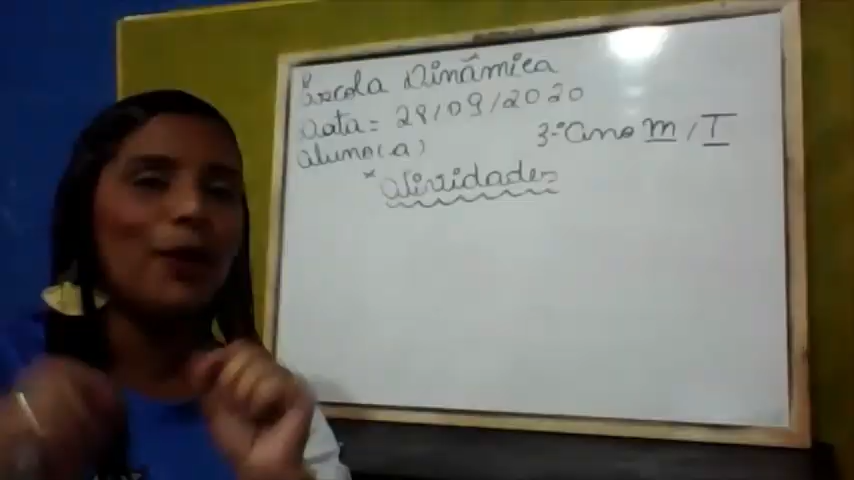 Escola Dinâmica
Data = 28/09/2020
Aluno(a) 3º ano M / T
* Atividades